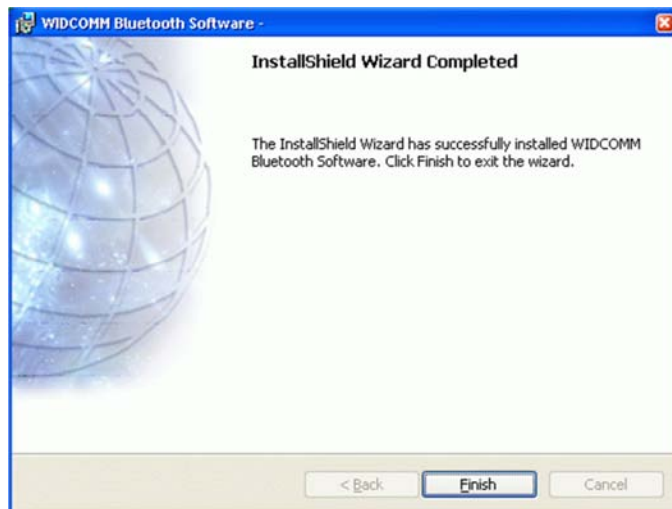 WIDCOMM Bluetooth Software -
InstallShield Wizard Completed
The InstallShield Wizard has successfully installed WIDCOMM
Bluetooth Software. Click Finish to exit the wizard.
< Back
Finish
Cancel